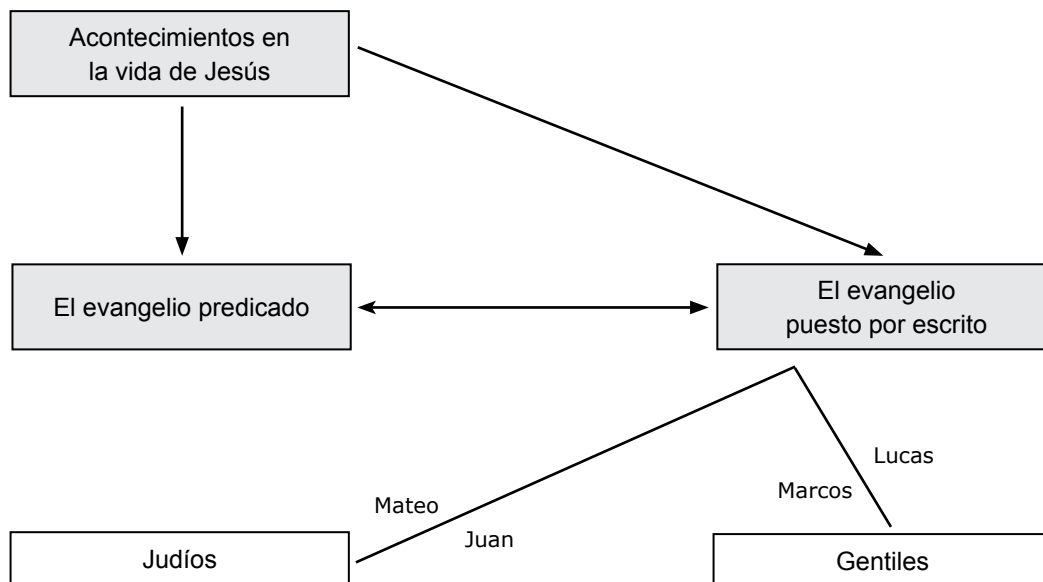 Acontecimientos en
la vida de Jesús
El evangelio predicado
El evangelio
puesto por escrito
Lucas
Marcos
Mateo
Juan
Judíos
Gentiles